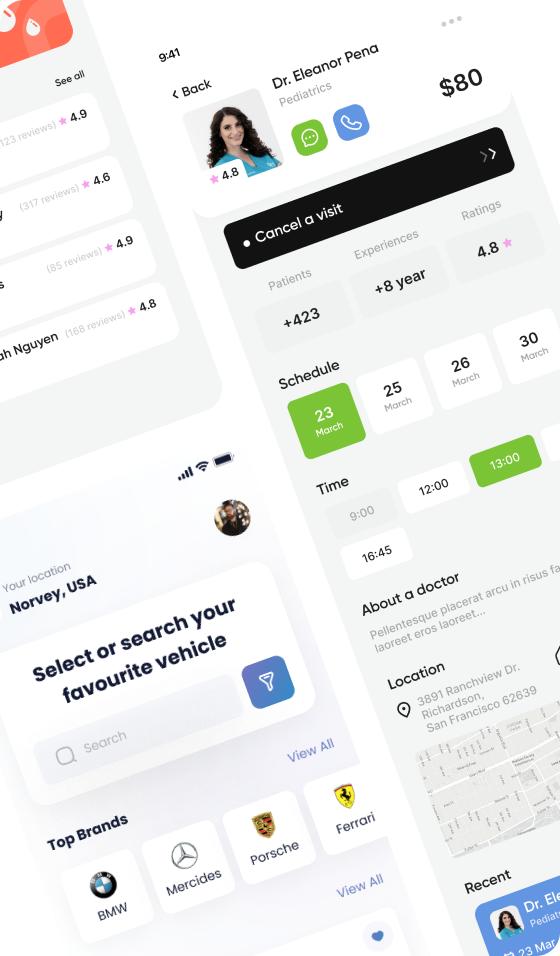 See all
(123 reviews) 4.9
(317 reviews) 4.6
(85 reviews) 4.9
Nguyen (168 reviews) 4.8
9:41
Back
Dr. Eleanor Pena
Pediatrics
$80
4.8
Cancel a visit
Patients
Experiences
Ratings
+423
+8 year
4.8
Schedule
23
March
25
March
26
March
30
March
Time
9:00
12:00
13:00
16:45
About a doctor
Pellentesque placerat arcu in risus
laoreet eros laoreet...
Location
3891 Ranchview Dr.
Richardson,
San Francisco 62639
Recent
Dr.
23 Mar
Your location
Norvey, USA
Select or search your
favourite vehicle
Search
View All
Top Brands
BMW
Mercides
Porsche
Ferrari
View All